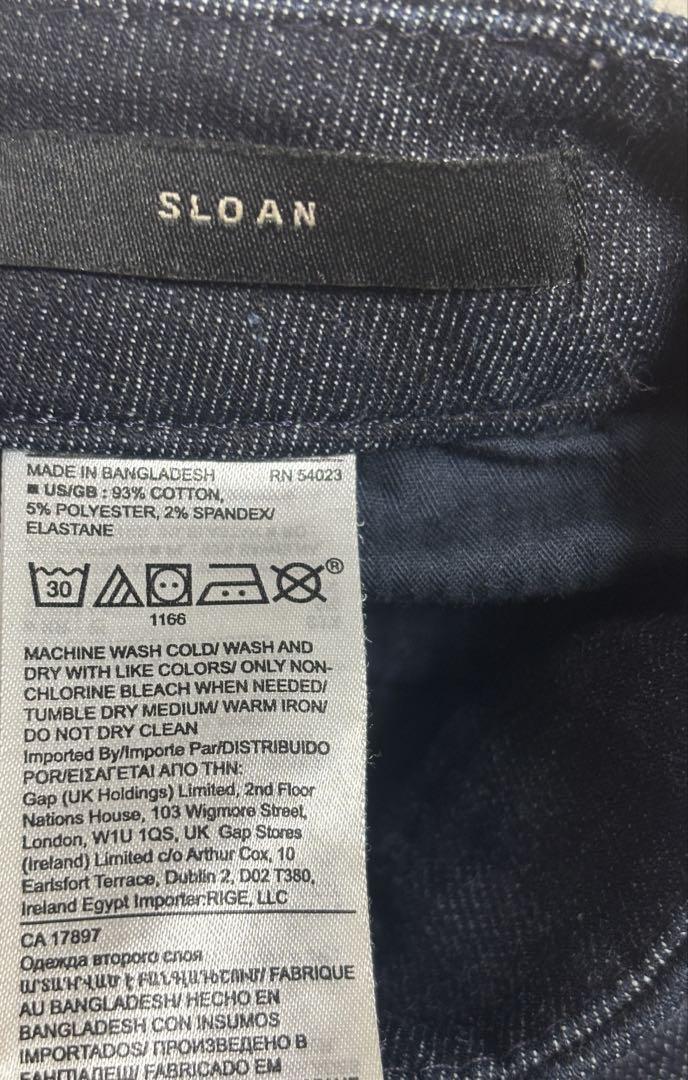 SLOAN
MADE IN BANGLADESH RN 54023
■ US/GB : 93% COTTON,
5% POLYESTER, 2% SPANDEX/
ELASTANE
30
®
1166
MACHINE WASH COLD/ WASH AND
DRY WITH LIKE COLORS/ ONLY NON-
CHLORINE BLEACH WHEN NEEDED/
TUMBLE DRY MEDIUM/ WARM IRON/
DO NOT DRY CLEAN
Imported By/Importe Par/DISTRIBUIDO
POR/ΕΙΣΑΓΕΤΑΙ ΑΠΟ ΤΗΝ:
Gap (UK Holdings) Limited, 2nd Floor
Nations House, 103 Wigmore Street,
London, W1U 1QS, UK Gap Stores
(Ireland) Limited c/o Arthur Cox, 10
Earlsfort Terrace, Dublin 2, D02 T380,
Ireland Egypt Importer:RIGE, LLC
CA 17897
Одежда второго слоя
ԱՐՏԱԴՐՎԱԾ Է ԲԱՆԳԼԱԴԵՇՈՒՄ/ FABRIQUE
AU BANGLADESH/ HECHO EN
BANGLADESH CON INSUMOS
IMPORTADOS/ ПРОИЗВЕДЕНО В
БАНГЛАДЕШ/ FABRICADO EM